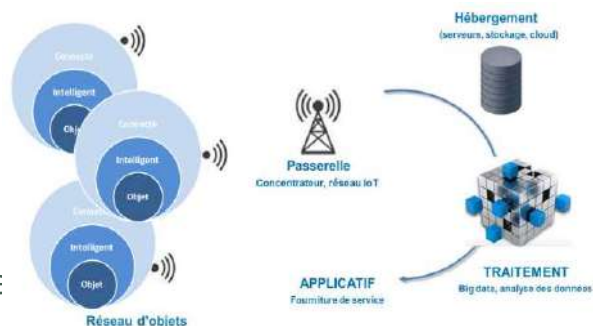 Connecté
Intelligent
Objet
Connecté
Intelligent
Objet
Connecté
Intelligent
Objet
Réseau d'objets
Passerelle
Concentrateur, réseau IoT
Hébergement
(serveurs, stockage, cloud)
TRAITEMENT
Big data, analyse des données
APPLICATIF
Fourniture de service